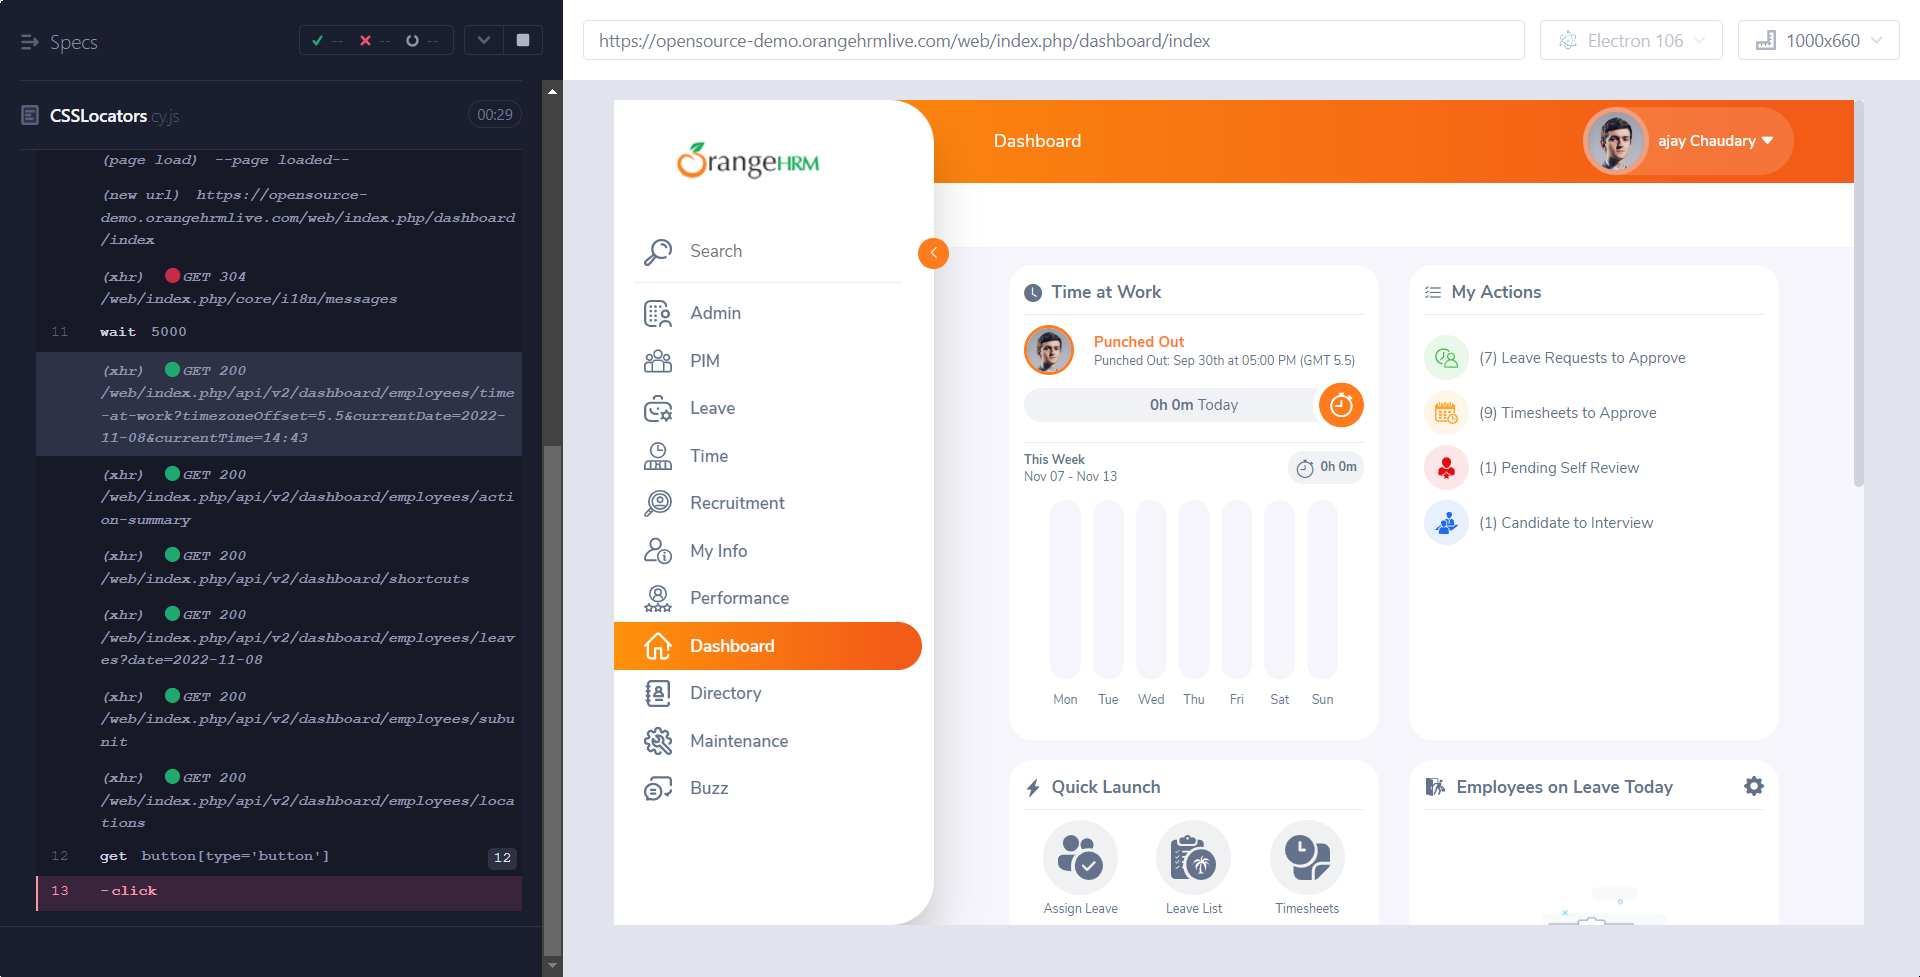 Specs
-- -- --
CSSLocators.cy.js
00:29
(page load) --page loaded--
(new url) https://opensource-
demo.orangehrmlive.com/web/index.php/dashboard
/index
(xhr) GET 304
/web/index.php/core/i18n/messages
11 wait 5000
(xhr) GET 200
/web/index.php/api/v2/dashboard/employees/time
-at-work?timezoneOffset=5.5&currentDate=2022-
11-08&currentTime=14:43
(xhr) GET 200
/web/index.php/api/v2/dashboard/employees/acti
on-summary
(xhr) GET 200
/web/index.php/api/v2/dashboard/shortcuts
(xhr) GET 200
/web/index.php/api/v2/dashboard/employees/leav
es?date=2022-11-08
(xhr) GET 200
/web/index.php/api/v2/dashboard/employees/subu
nit
(xhr) GET 200
/web/index.php/api/v2/dashboard/employees/loca
tions
12 get button[type='button'] 12
13 -click
https://opensource-demo.orangehrmlive.com/web/index.php/dashboard/index
Electron 106
1000x660
OrangeHRM
Search
Admin
PIM
Leave
Time
Recruitment
My Info
Performance
Dashboard
Directory
Maintenance
Buzz
Dashboard
ajay Chaudary
Time at Work
Punched Out
Punched Out: Sep 30th at 05:00 PM (GMT 5.5)
0h 0m Today
This Week
Nov 07 - Nov 13
0h 0m
Mon Tue Wed Thu Fri Sat Sun
My Actions
(7) Leave Requests to Approve
(9) Timesheets to Approve
(1) Pending Self Review
(1) Candidate to Interview
Quick Launch
Assign Leave
Leave List
Timesheets
Employees on Leave Today